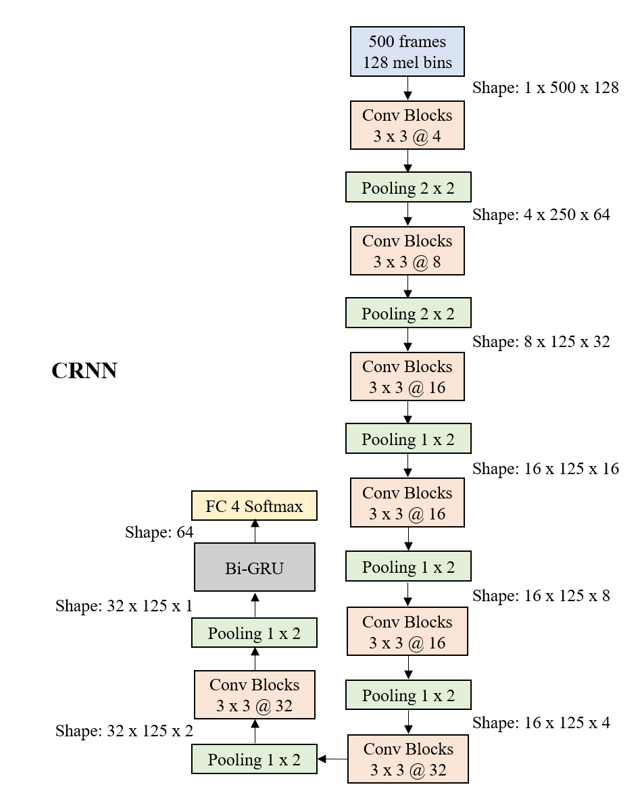 500 frames
128 mel bins
Shape: 1 x 500 x 128
Conv Blocks
3 x 3 @ 4
Pooling 2 x 2
Shape: 4 x 250 x 64
Conv Blocks
3 x 3 @ 8
Pooling 2 x 2
Shape: 8 x 125 x 32
CRNN
Conv Blocks
3 x 3 @ 16
Pooling 1 x 2
Shape: 16 x 125 x 16
Conv Blocks
3 x 3 @ 16
Pooling 1 x 2
Shape: 16 x 125 x 8
Conv Blocks
3 x 3 @ 16
Pooling 1 x 2
Shape: 16 x 125 x 4
Conv Blocks
3 x 3 @ 32
Pooling 1 x 2
Shape: 32 x 125 x 2
Conv Blocks
3 x 3 @ 32
Pooling 1 x 2
Shape: 32 x 125 x 1
Bi-GRU
Shape: 64
FC 4 Softmax